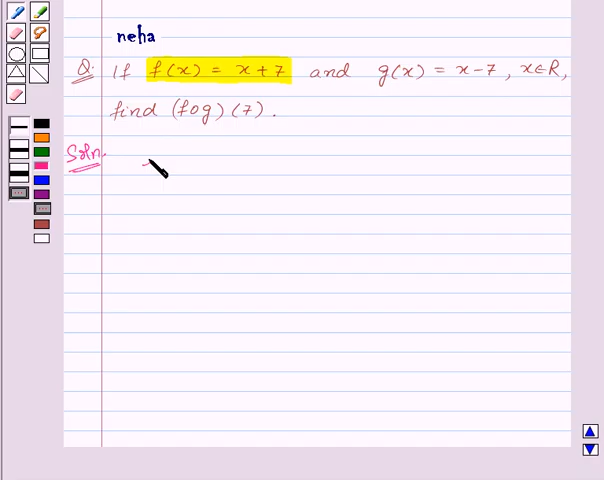 neha
Q. If f(x) = x + 7 and g(x) = x - 7, x ∈ R,
find (fog) (7).
Soln.